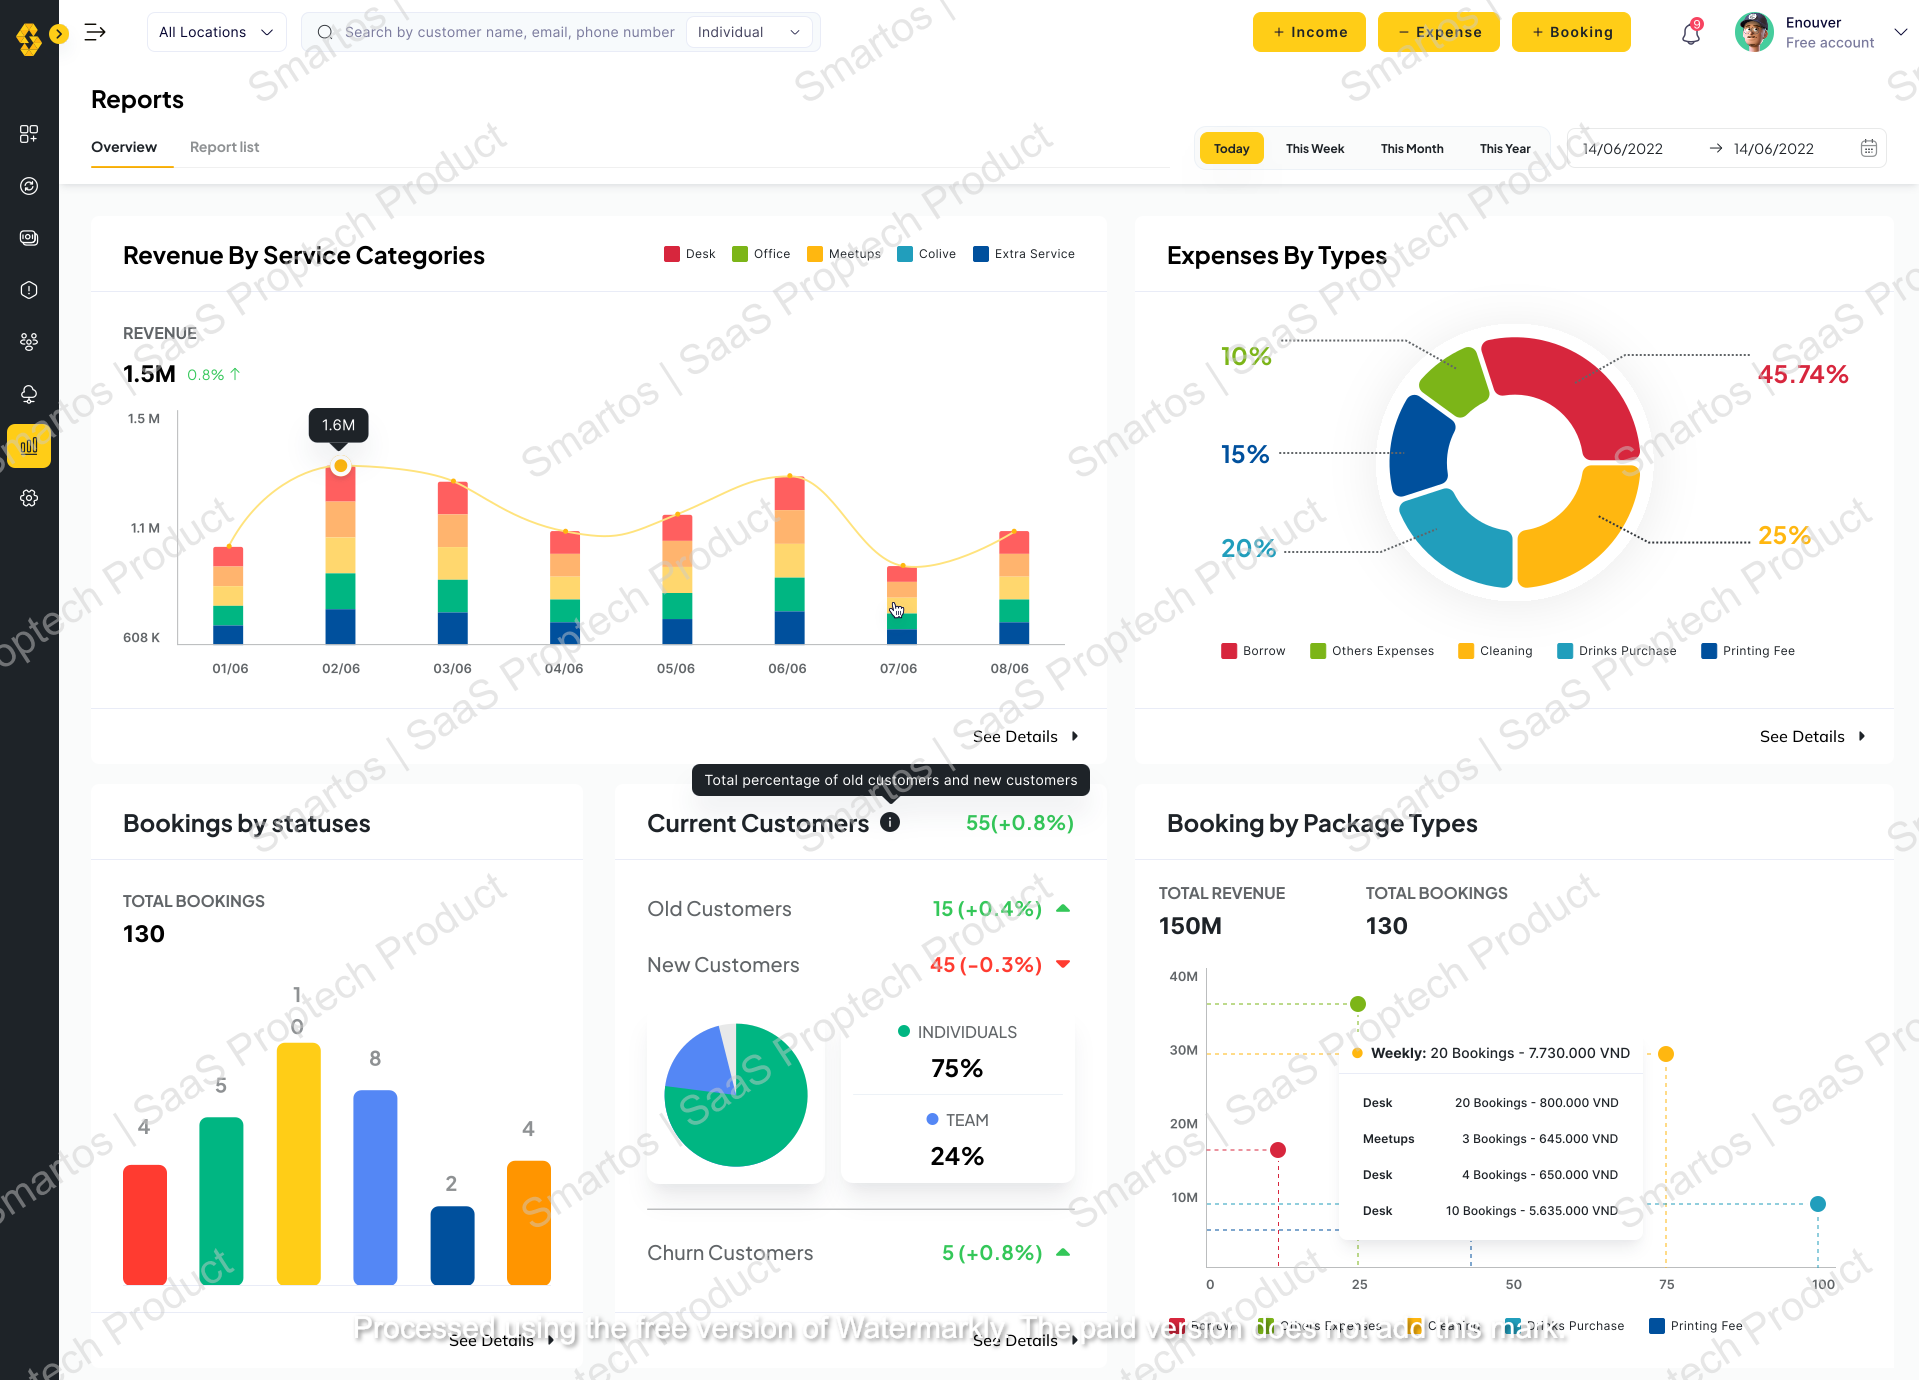 All Locations
Search by customer name, email, phone number
Individual
+ Income
− Expense
+ Booking
9
Enouver
Free account
Reports
Overview
Report list
Today
This Week
This Month
This Year
14/06/2022
14/06/2022
Revenue By Service Categories
Desk
Office
Meetups
Colive
Extra Service
REVENUE
1.5M
0.8% ↑
1.6M
1.5 M
1.1 M
608 K
01/06
02/06
03/06
04/06
05/06
06/06
07/06
08/06
See Details
Expenses By Types
10%
45.74%
15%
20%
25%
Borrow
Others Expenses
Cleaning
Drinks Purchase
Printing Fee
See Details
Total percentage of old customers and new customers
Bookings by statuses
TOTAL BOOKINGS
130
4
5
1
0
8
2
4
See Details
Current Customers
55(+0.8%)
Old Customers
15 (+0.4%)
New Customers
45 (-0.3%)
INDIVIDUALS
75%
TEAM
24%
Churn Customers
5 (+0.8%)
See Details
Booking by Package Types
TOTAL REVENUE
150M
TOTAL BOOKINGS
130
40M
30M
20M
10M
Weekly: 20 Bookings - 7.730.000 VND
Desk
20 Bookings - 800.000 VND
Meetups
3 Bookings - 645.000 VND
Desk
4 Bookings - 650.000 VND
Desk
10 Bookings - 5.635.000 VND
0
25
50
75
100
Borrow
Others Expenses
Cleaning
Drinks Purchase
Printing Fee
Smartos | SaaS Proptech Product
Processed using the free version of Watermarkly. The paid version does not add this mark.